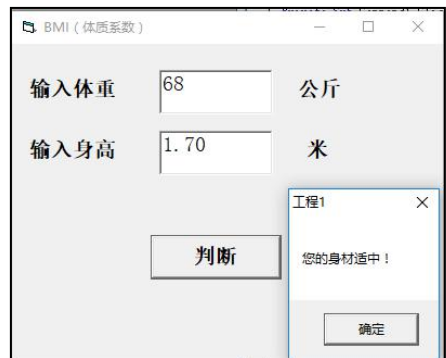 BMI（体质系数）
输入体重 68 公斤
输入身高 1.70 米
判断
工程1
您的身材适中！
确定